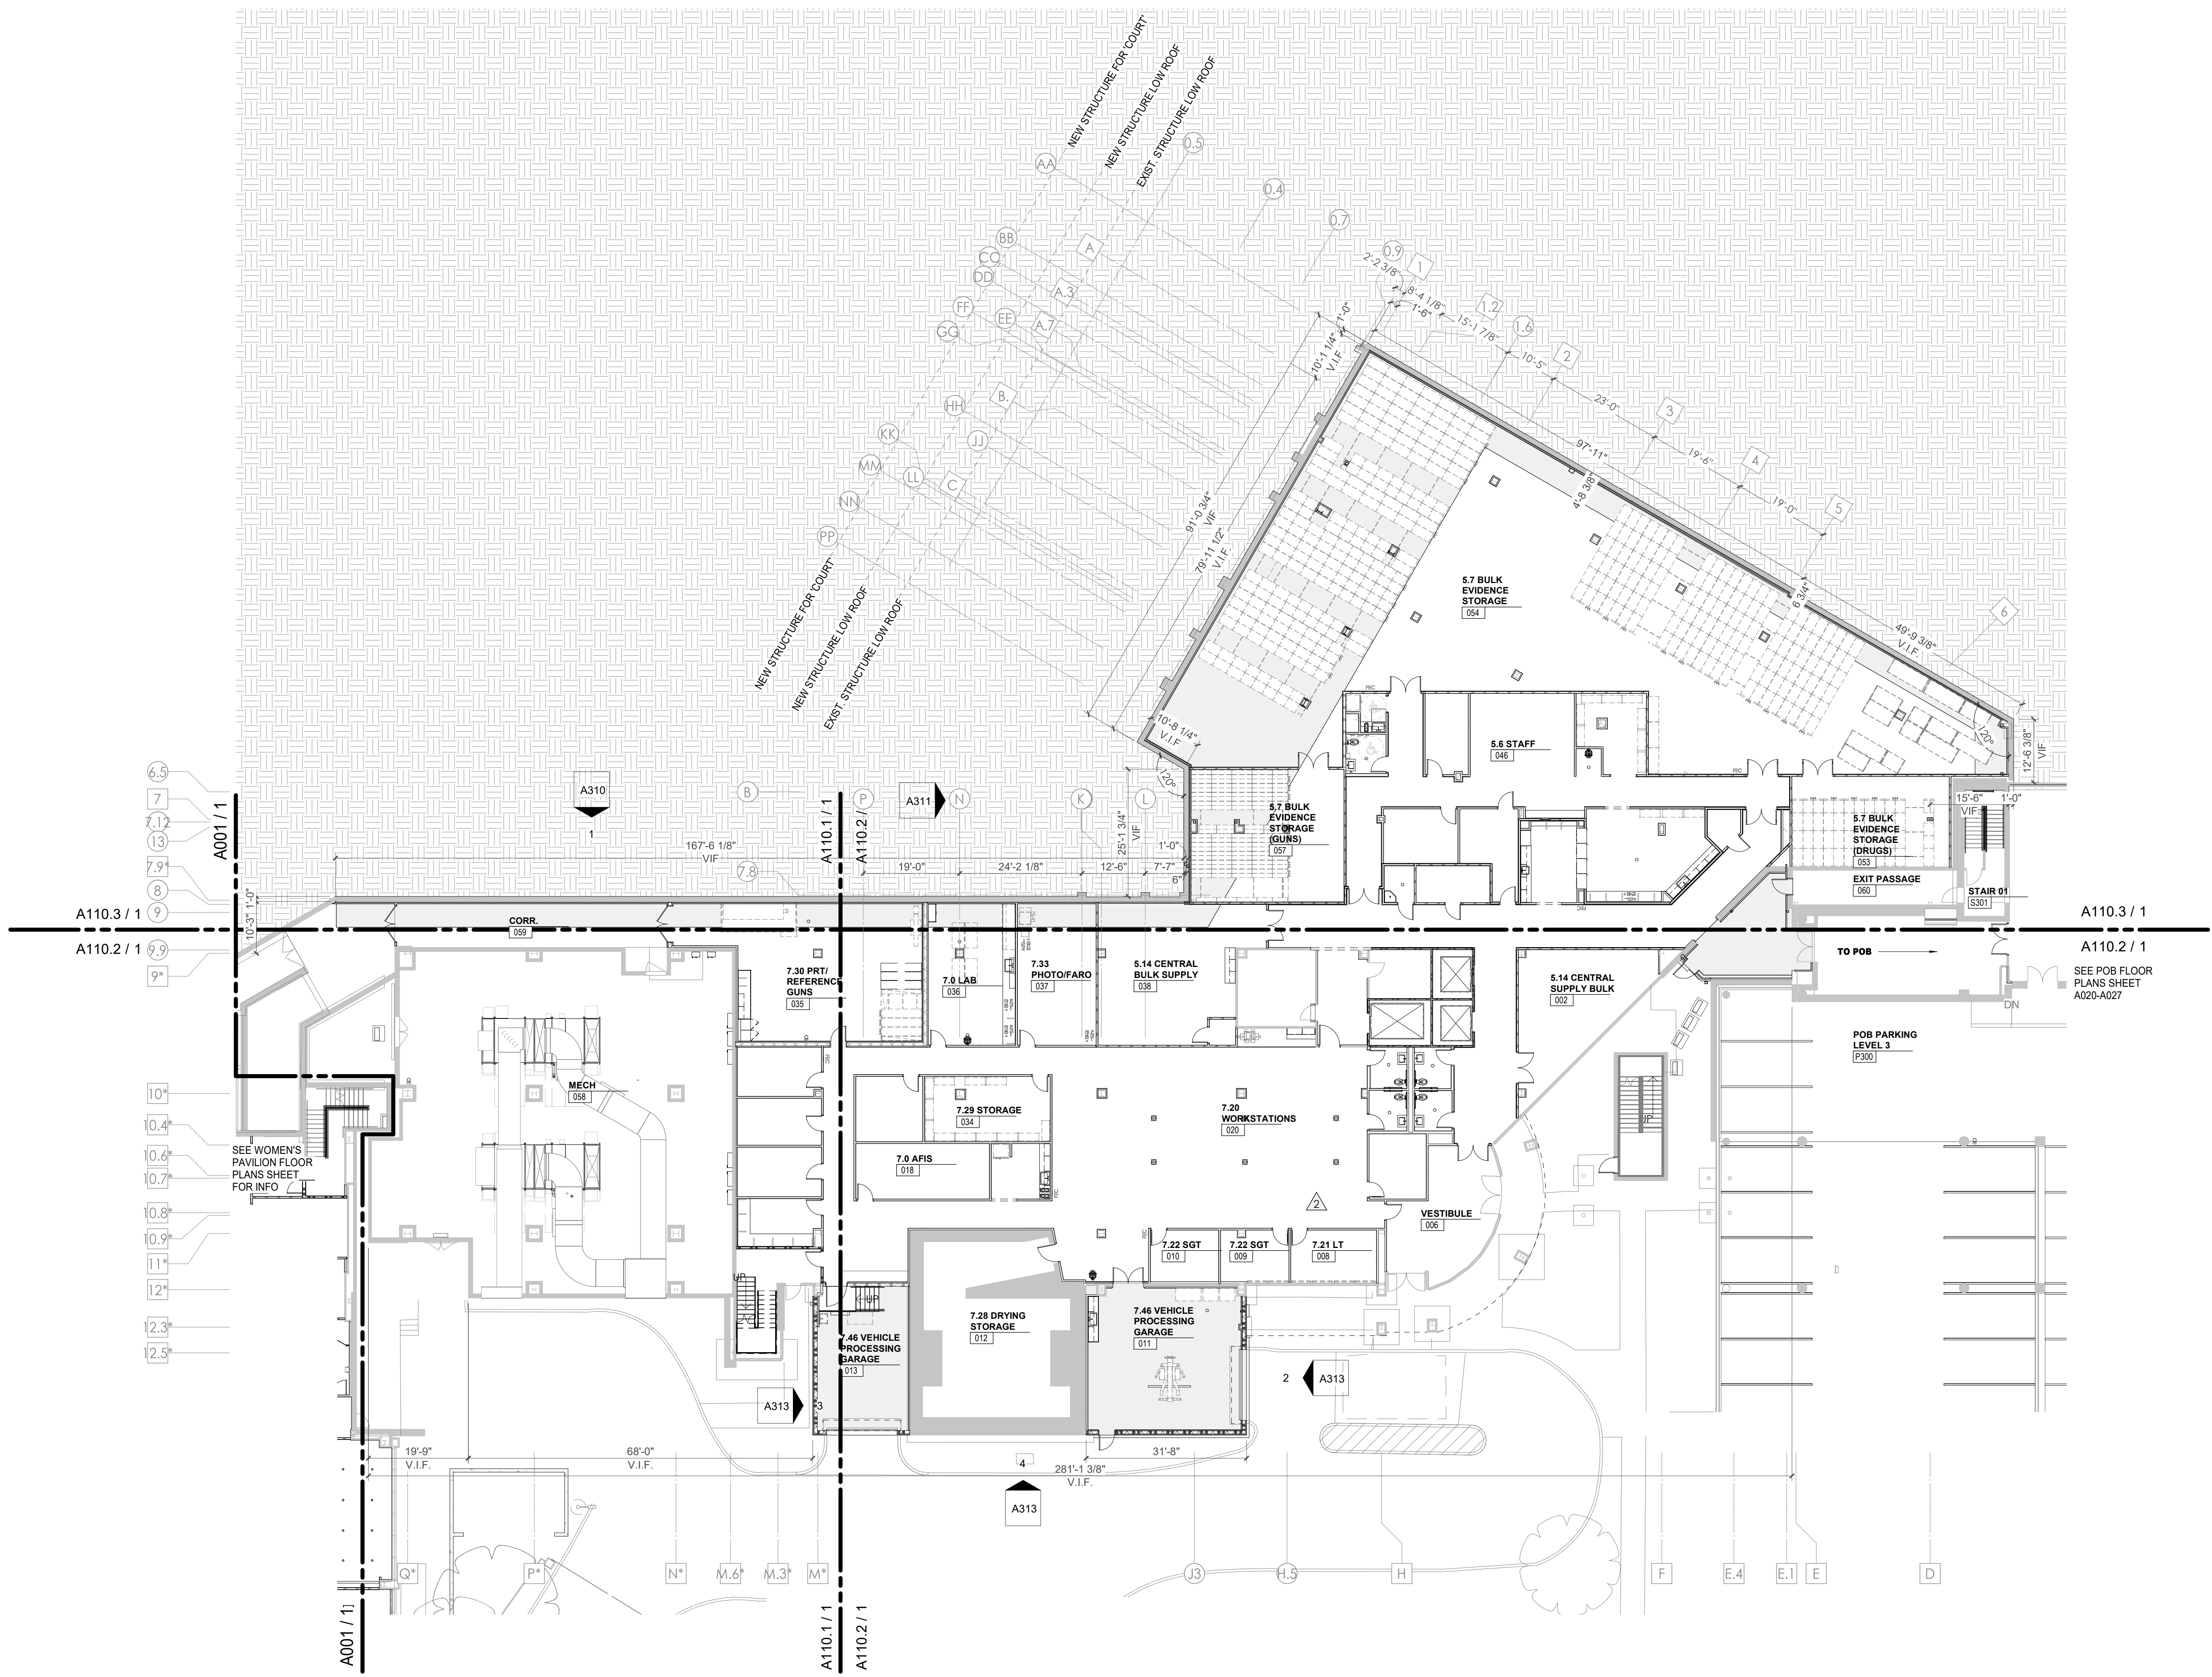 NEW STRUCTURE FOR 'COURT'
NEW STRUCTURE LOW ROOF
EXIST. STRUCTURE LOW ROOF
0.5
AA
0.4
0.7
BB
CC
DD
A
0.9
1
2'-2 3/8"
8'-4 1/8"
1'-6"
A.3
FF
EE
A.7
GG
1'-0"
1.2
15'-1 7/8"
1.6
10'-1 1/4"
V.I.F.
10'-5"
2
23'-0"
3
B.
HH
KK
JJ
97'-11"
19'-6"
4
MM
LL
C
4'-8 3/8"
NN
91'-0 3/4"
VIF
19'-0"
5
PP
79'-11 1/2"
V.I.F.
NEW STRUCTURE FOR 'COURT'
NEW STRUCTURE LOW ROOF
EXIST. STRUCTURE LOW ROOF
5.7 BULK
EVIDENCE
STORAGE
054
6 3/4"
6
49'-9 3/8"
V.I.F.
FEC
10'-8 1/4"
V.I.F
120°
5.6 STAFF
046
FEC
120°
12'-6 3/8"
VIF
6.5
7
7.12
13
7.9*
8
9
9.9
9*
A001 / 1
A310
1
B
A110.1 / 1
A110.2 / 1
P
A311
N
K
L
25'-1 3/4"
VIF
5.7 BULK
EVIDENCE
STORAGE
(GUNS)
057
5.7 BULK
EVIDENCE
STORAGE
(DRUGS)
053
15'-6"
VIF
1'-0"
167'-6 1/8"
VIF
1'-0"
7.8
19'-0"
24'-2 1/8"
12'-6"
7'-7"
6"
EXIT PASSAGE
060
STAIR 01
S301
A110.3 / 1
A110.2 / 1
10'-3"
1'-0"
CORR.
059
A110.3 / 1
A110.2 / 1
TO POB
SEE POB FLOOR
PLANS SHEET
A020-A027
DN
7.30 PRT/
REFERENCE
GUNS
035
7.0 LAB
036
7.33
PHOTO/FARO
037
5.14 CENTRAL
BULK SUPPLY
038
5.14 CENTRAL
SUPPLY BULK
002
POB PARKING
LEVEL 3
P300
FEC
MECH
058
10*
10.4*
10.6*
10.7*
10.8*
10.9*
11*
12*
12.3*
12.5*
SEE WOMEN'S
PAVILION FLOOR
PLANS SHEET
FOR INFO
7.29 STORAGE
034
7.20
WORKSTATIONS
020
UP
7.0 AFIS
018
FEC
2
VESTIBULE
006
FEC
7.22 SGT
010
7.22 SGT
009
7.21 LT
008
UP
UP
7.46 VEHICLE
PROCESSING
GARAGE
013
7.28 DRYING
STORAGE
012
7.46 VEHICLE
PROCESSING
GARAGE
011
A313
3
2
A313
19'-9"
V.I.F.
68'-0"
V.I.F.
31'-8"
4
281'-1 3/8"
V.I.F.
A313
Q*
P*
N*
M.6*
M.3*
M*
J3
H.5
H
F
E.4
E.1
E
D
A001 / 1
A110.1 / 1
A110.2 / 1